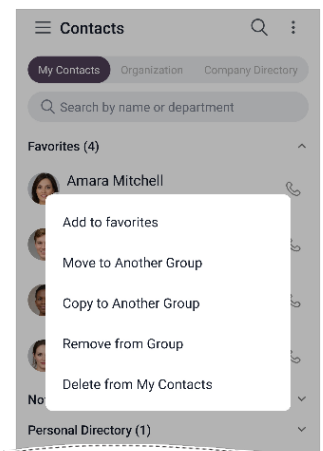 Contacts
My Contacts
Organization
Company Directory
Search by name or department
Favorites (4)
Amara Mitchell
Add to favorites
Move to Another Group
Copy to Another Group
Remove from Group
Delete from My Contacts
No
Personal Directory (1)